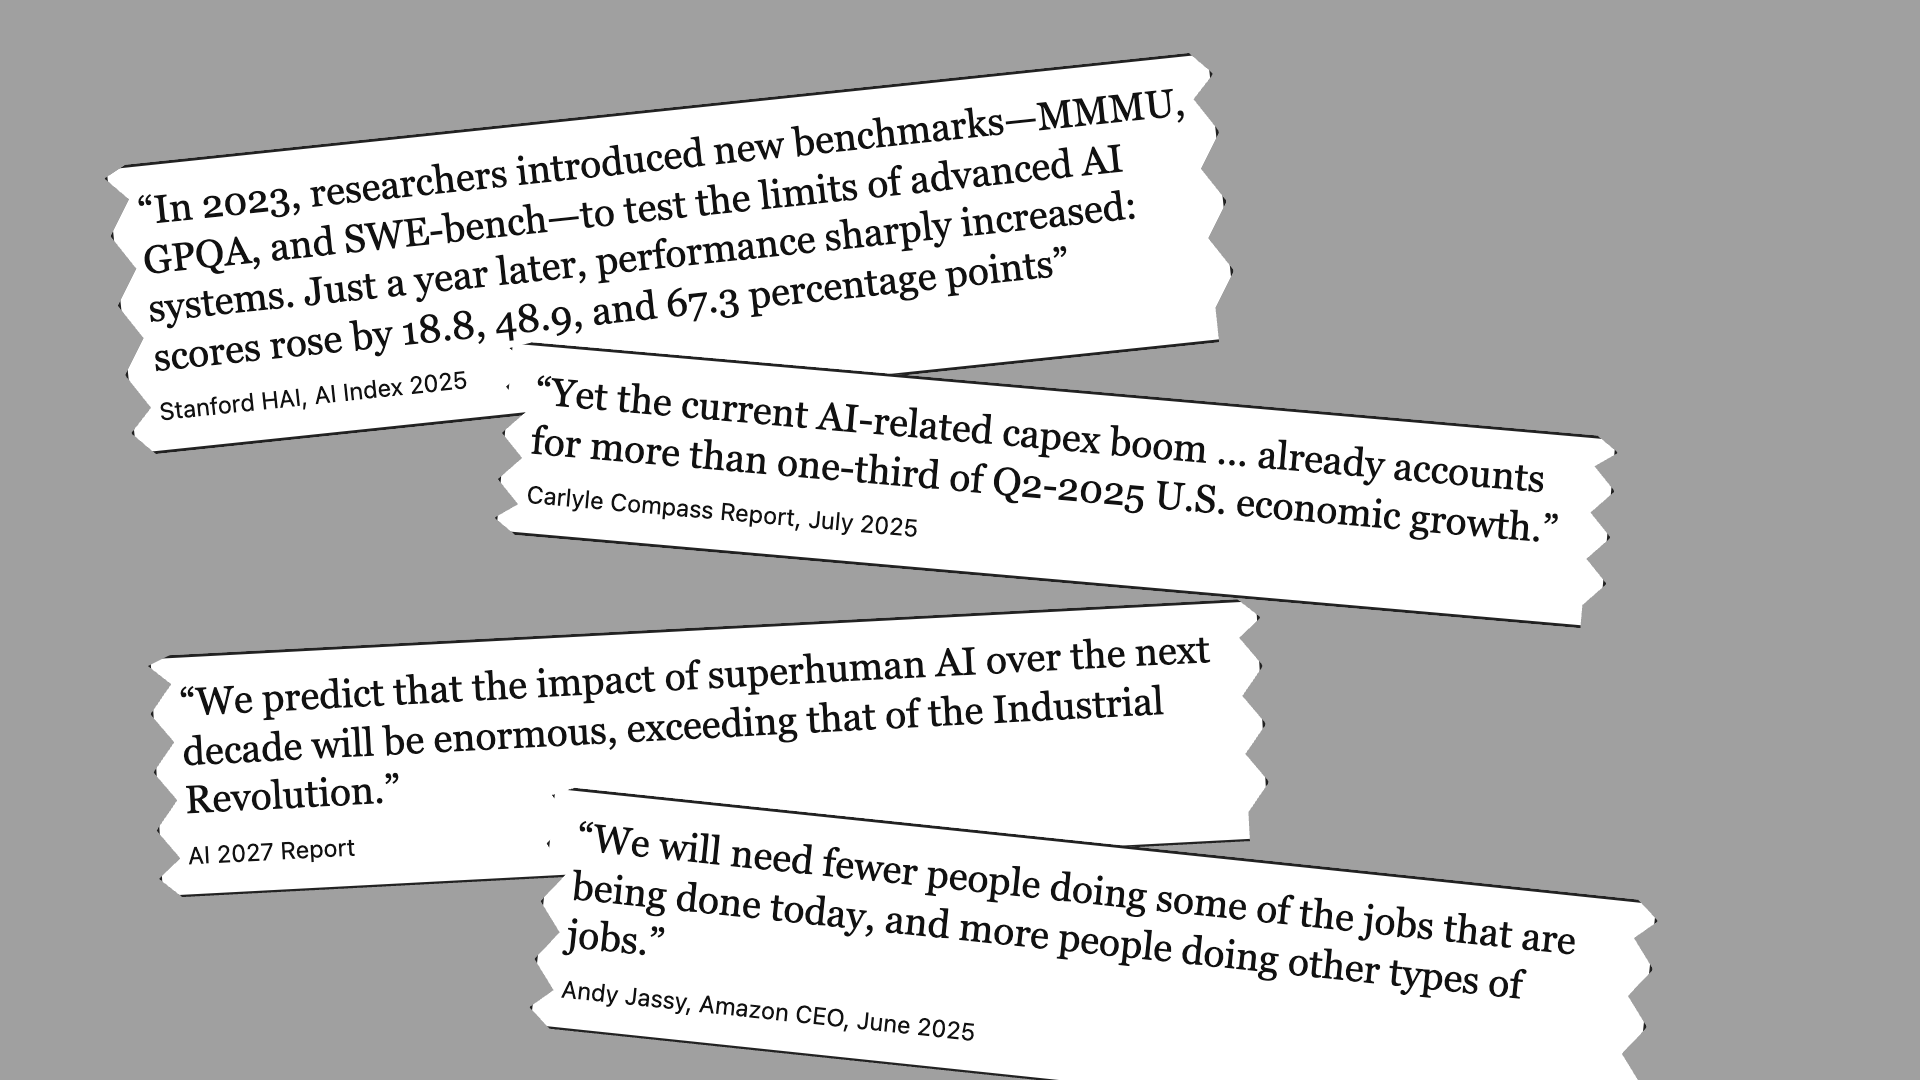 “In 2023, researchers introduced new benchmarks—MMMU,
GPQA, and SWE-bench—to test the limits of advanced AI
systems. Just a year later, performance sharply increased:
scores rose by 18.8, 48.9, and 67.3 percentage points”
Stanford HAI, AI Index 2025
“Yet the current AI-related capex boom ... already accounts
for more than one-third of Q2-2025 U.S. economic growth.”
Carlyle Compass Report, July 2025
“We predict that the impact of superhuman AI over the next
decade will be enormous, exceeding that of the Industrial
Revolution.”
AI 2027 Report
“We will need fewer people doing some of the jobs that are
being done today, and more people doing other types of
jobs.”
Andy Jassy, Amazon CEO, June 2025